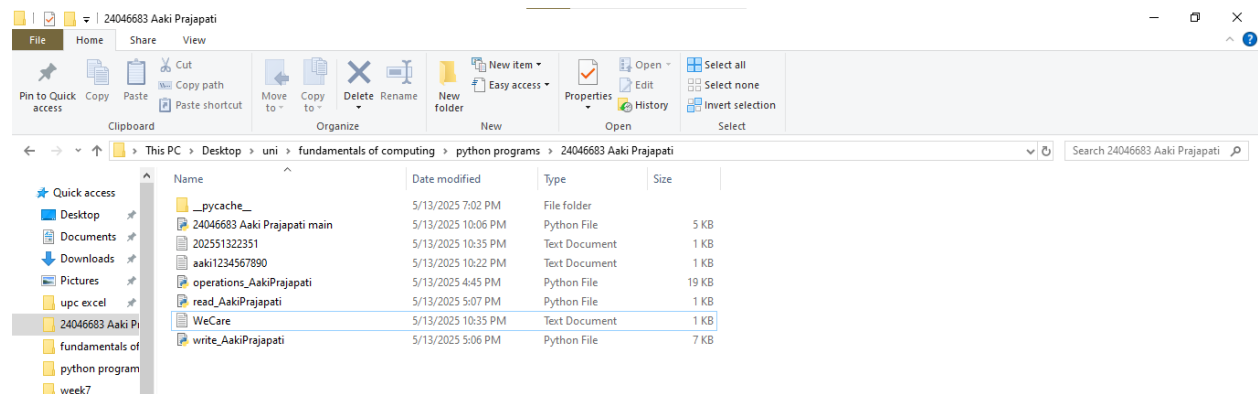 24046683 Aaki Prajapati
File Home Share View
Pin to Quick access
Copy
Paste
Cut
Copy path
Paste shortcut
Clipboard
Move to
Copy to
Delete
Rename
Organize
New folder
New item
Easy access
New
Properties
Open
Edit
History
Open
Select all
Select none
Invert selection
Select
This PC > Desktop > uni > fundamentals of computing > python programs > 24046683 Aaki Prajapati
Search 24046683 Aaki Prajapati
Quick access
Desktop
Documents
Downloads
Pictures
upc excel
24046683 Aaki Pr
fundamentals of
python program
week7
Name Date modified Type Size
__pycache__ 5/13/2025 7:02 PM File folder
24046683 Aaki Prajapati main 5/13/2025 10:06 PM Python File 5 KB
202551322351 5/13/2025 10:35 PM Text Document 1 KB
aaki1234567890 5/13/2025 10:22 PM Text Document 1 KB
operations_AakiPrajapati 5/13/2025 4:45 PM Python File 19 KB
read_AakiPrajapati 5/13/2025 5:07 PM Python File 1 KB
WeCare 5/13/2025 10:35 PM Text Document 1 KB
write_AakiPrajapati 5/13/2025 5:06 PM Python File 7 KB